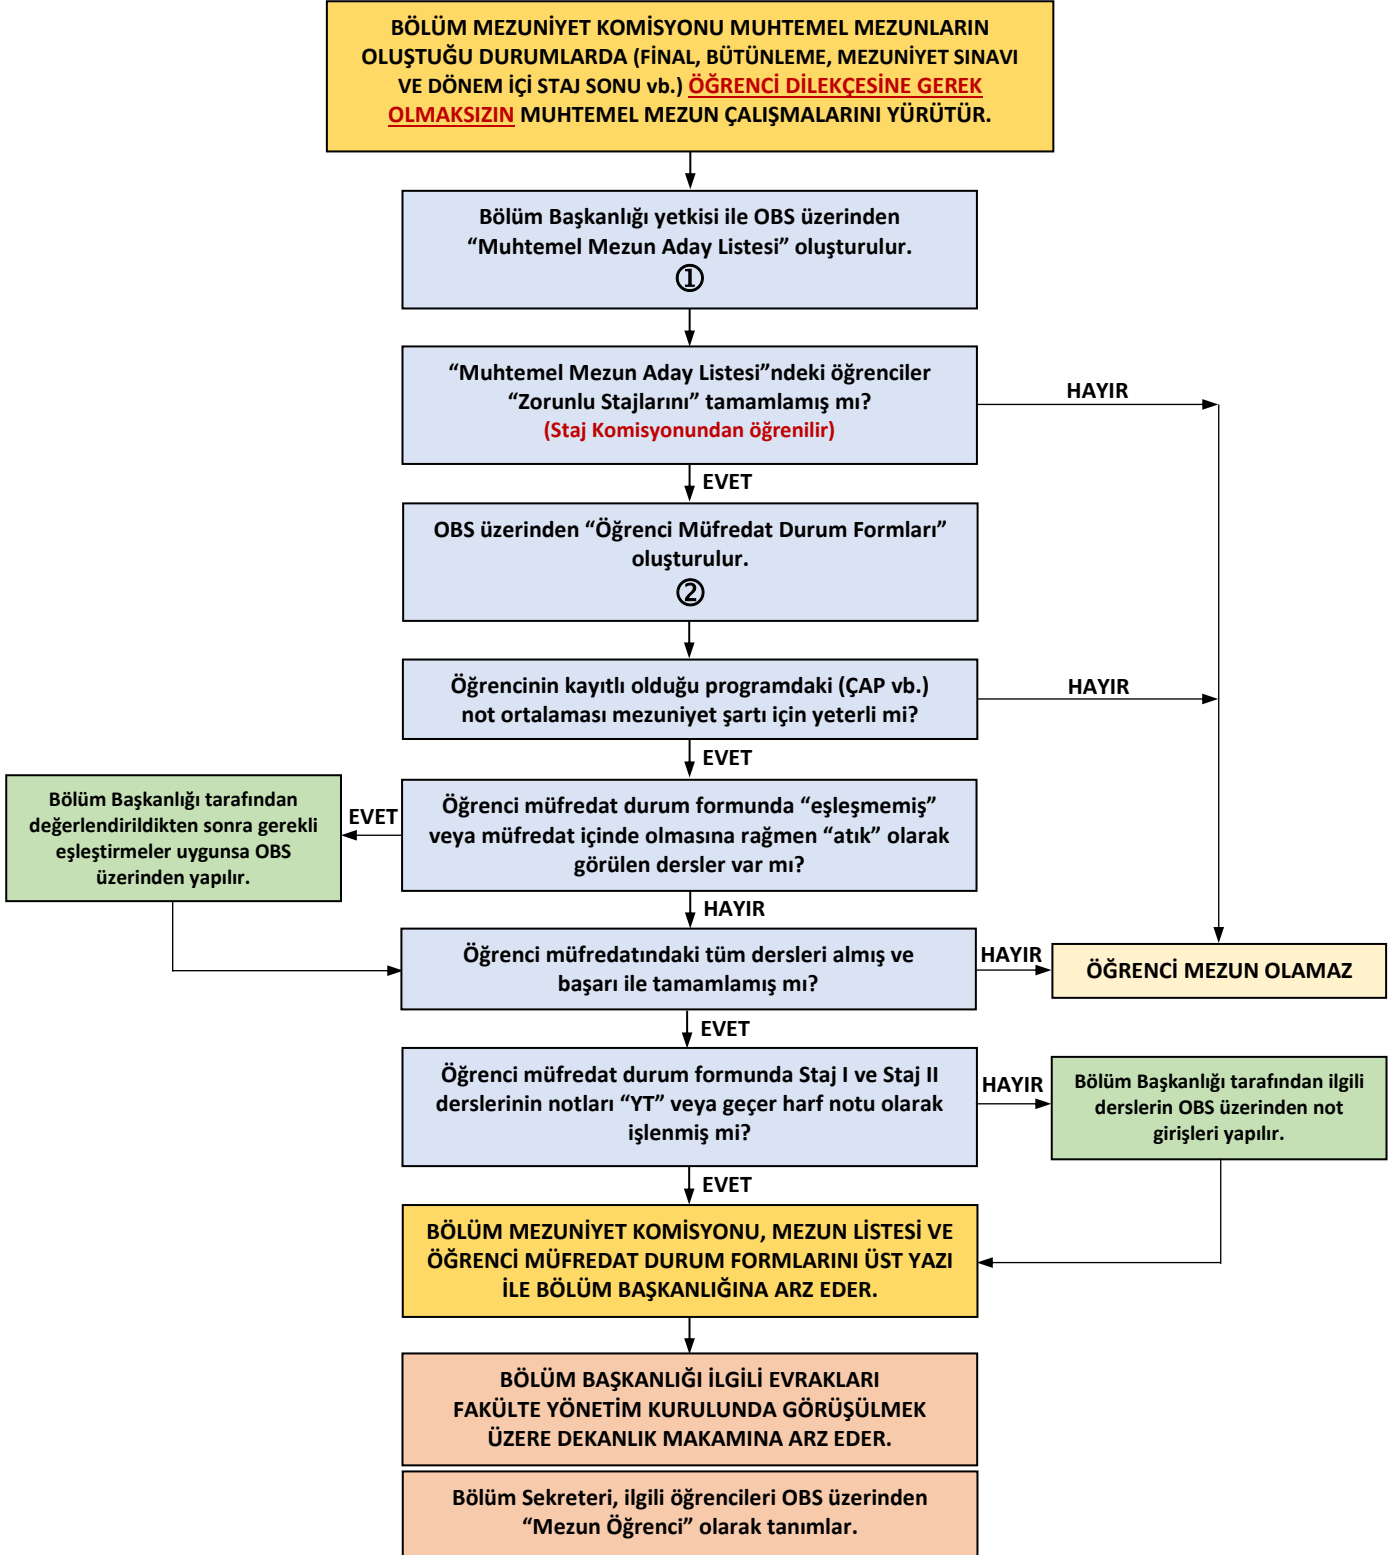 BÖLÜM MEZUNİYET KOMİSYONU MUHTEMEL MEZUNLARIN
OLUŞTUĞU DURUMLARDA (FİNAL, BÜTÜNLEME, MEZUNİYET SINAVI
VE DÖNEM İÇİ STAJ SONU vb.) ÖĞRENCİ DİLEKÇESİNE GEREK
OLMAKSIZIN MUHTEMEL MEZUN ÇALIŞMALARINI YÜRÜTÜR.
Bölüm Başkanlığı yetkisi ile OBS üzerinden
“Muhtemel Mezun Aday Listesi” oluşturulur.
①
“Muhtemel Mezun Aday Listesi”ndeki öğrenciler
“Zorunlu Stajlarını” tamamlamış mı?
(Staj Komisyonundan öğrenilir)
HAYIR
EVET
OBS üzerinden “Öğrenci Müfredat Durum Formları”
oluşturulur.
②
Öğrencinin kayıtlı olduğu programdaki (ÇAP vb.)
not ortalaması mezuniyet şartı için yeterli mi?
HAYIR
EVET
Öğrenci müfredat durum formunda “eşleşmemiş”
veya müfredat içinde olmasına rağmen “atık” olarak
görülen dersler var mı?
EVET
Bölüm Başkanlığı tarafından
değerlendirildikten sonra gerekli
eşleştirmeler uygunsa OBS
üzerinden yapılır.
HAYIR
Öğrenci müfredatındaki tüm dersleri almış ve
başarı ile tamamlamış mı?
HAYIR
ÖĞRENCİ MEZUN OLAMAZ
EVET
Öğrenci müfredat durum formunda Staj I ve Staj II
derslerinin notları “YT” veya geçer harf notu olarak
işlenmiş mi?
HAYIR
Bölüm Başkanlığı tarafından ilgili
derslerin OBS üzerinden not
girişleri yapılır.
EVET
BÖLÜM MEZUNİYET KOMİSYONU, MEZUN LİSTESİ VE
ÖĞRENCİ MÜFREDAT DURUM FORMLARINI ÜST YAZI
İLE BÖLÜM BAŞKANLIĞINA ARZ EDER.
BÖLÜM BAŞKANLIĞI İLGİLİ EVRAKLARI
FAKÜLTE YÖNETİM KURULUNDA GÖRÜŞÜLMEK
ÜZERE DEKANLIK MAKAMINA ARZ EDER.
Bölüm Sekreteri, ilgili öğrencileri OBS üzerinden
“Mezun Öğrenci” olarak tanımlar.